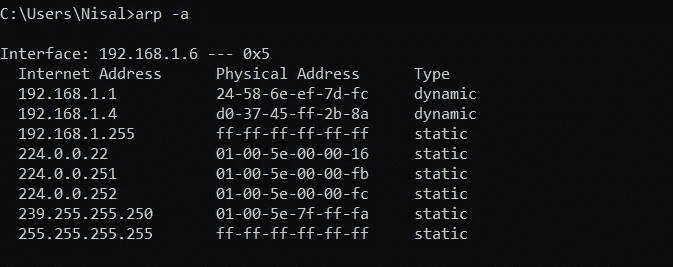 C:\Users\Nisal>arp -a
Interface: 192.168.1.6 --- 0x5
Internet Address Physical Address Type
192.168.1.1 24-58-6e-ef-7d-fc dynamic
192.168.1.4 d0-37-45-ff-2b-8a dynamic
192.168.1.255 ff-ff-ff-ff-ff-ff static
224.0.0.22 01-00-5e-00-00-16 static
224.0.0.251 01-00-5e-00-00-fb static
224.0.0.252 01-00-5e-00-00-fc static
239.255.255.250 01-00-5e-7f-ff-fa static
255.255.255.255 ff-ff-ff-ff-ff-ff static